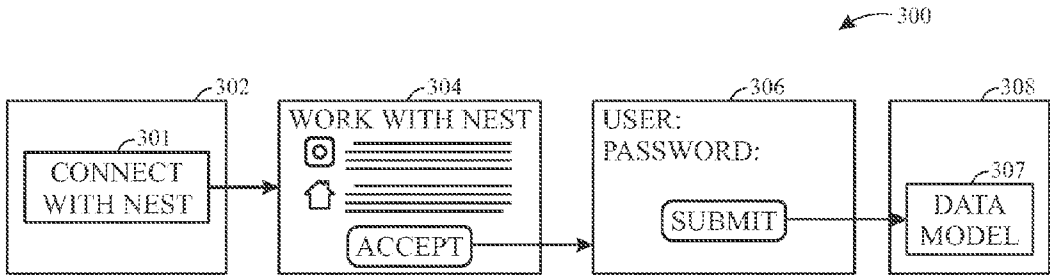 300
302
304
306
308
301
CONNECT
WITH NEST
WORK WITH NEST
ACCEPT
USER:
PASSWORD:
SUBMIT
307
DATA
MODEL